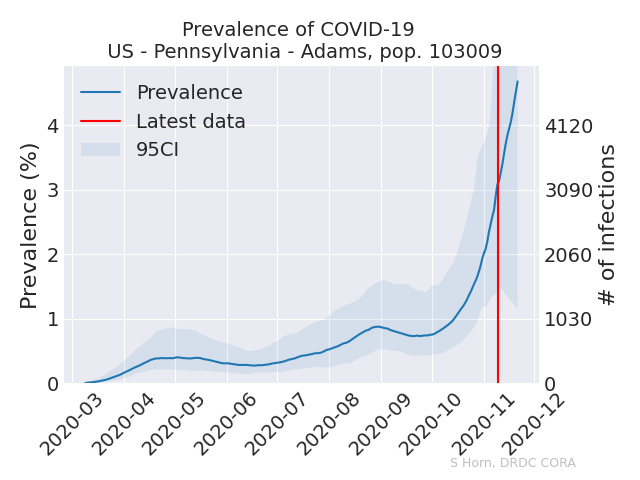 Prevalence of COVID-19
US - Pennsylvania - Adams, pop. 103009
Prevalence
Latest data
95CI
Prevalence (%)
4
3
2
1
0
4120
3090
2060
1030
0
# of infections
2020-03
2020-04
2020-05
2020-06
2020-07
2020-08
2020-09
2020-10
2020-11
2020-12
S Horn, DRDC CORA